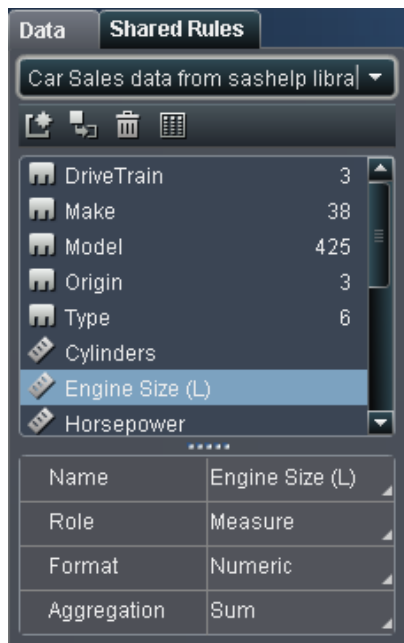 Data Shared Rules
Car Sales data from sashelp libra
DriveTrain 3
Make 38
Model 425
Origin 3
Type 6
Cylinders
Engine Size (L)
Horsepower
Name Engine Size (L)
Role Measure
Format Numeric
Aggregation Sum